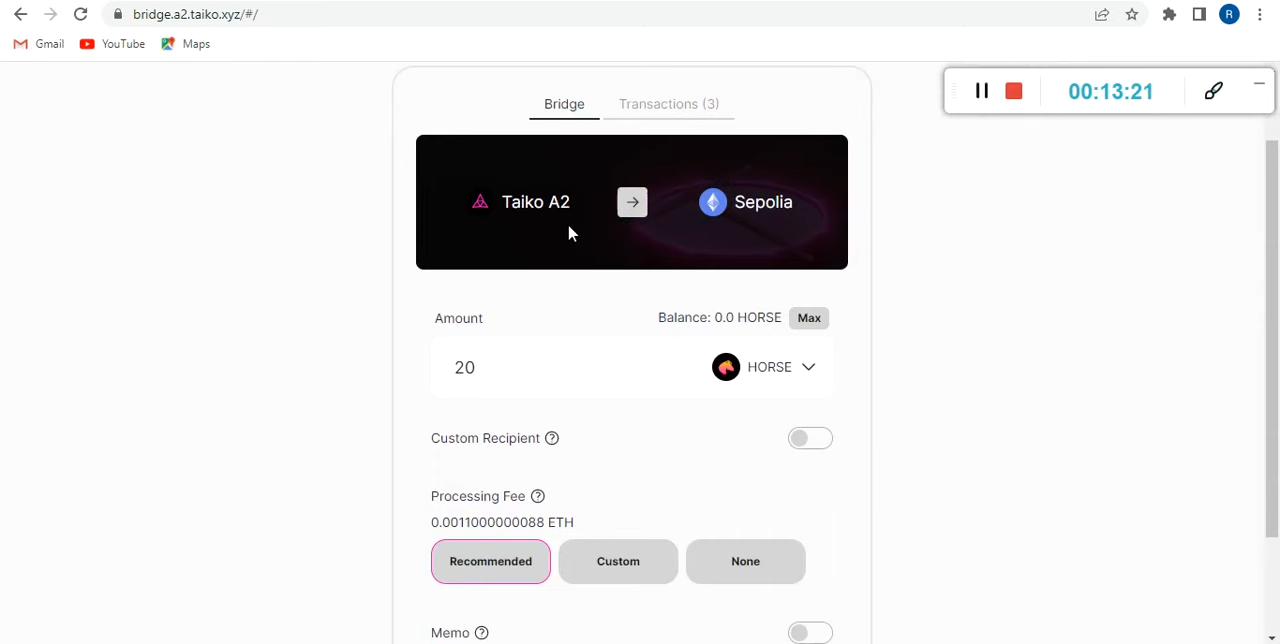 bridge.a2.taiko.xyz/#/
R
Gmail YouTube Maps
00:13:21
Bridge Transactions (3)
Taiko A2 → Sepolia
Amount Balance: 0.0 HORSE Max
20 HORSE
Custom Recipient ?
Processing Fee ?
0.0011000000088 ETH
Recommended Custom None
Memo ?